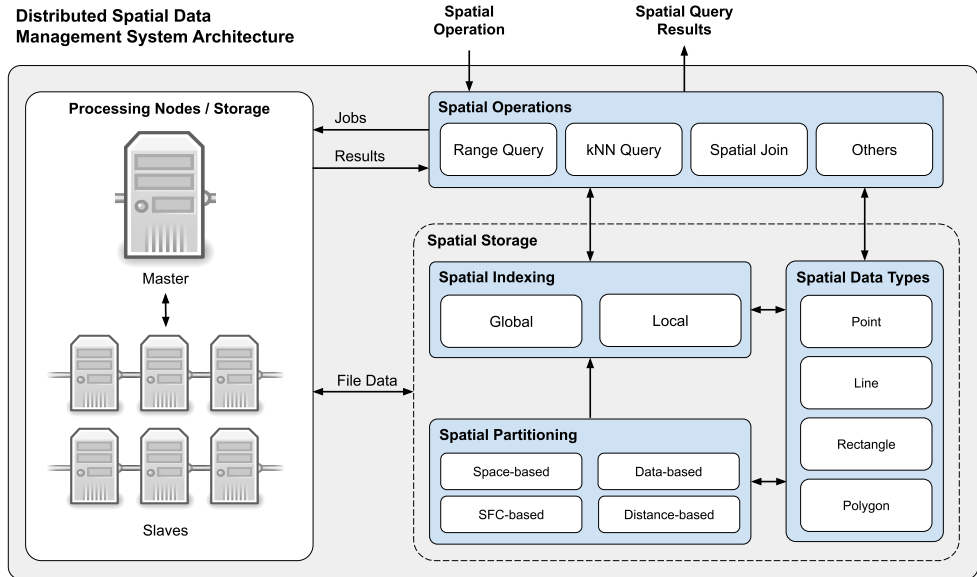 Distributed Spatial Data
Management System Architecture
Spatial
Operation
Spatial Query
Results
Processing Nodes / Storage
Master
Slaves
Jobs
Results
File Data
Spatial Operations
Range Query
kNN Query
Spatial Join
Others
Spatial Storage
Spatial Indexing
Global
Local
Spatial Partitioning
Space-based
Data-based
SFC-based
Distance-based
Spatial Data Types
Point
Line
Rectangle
Polygon